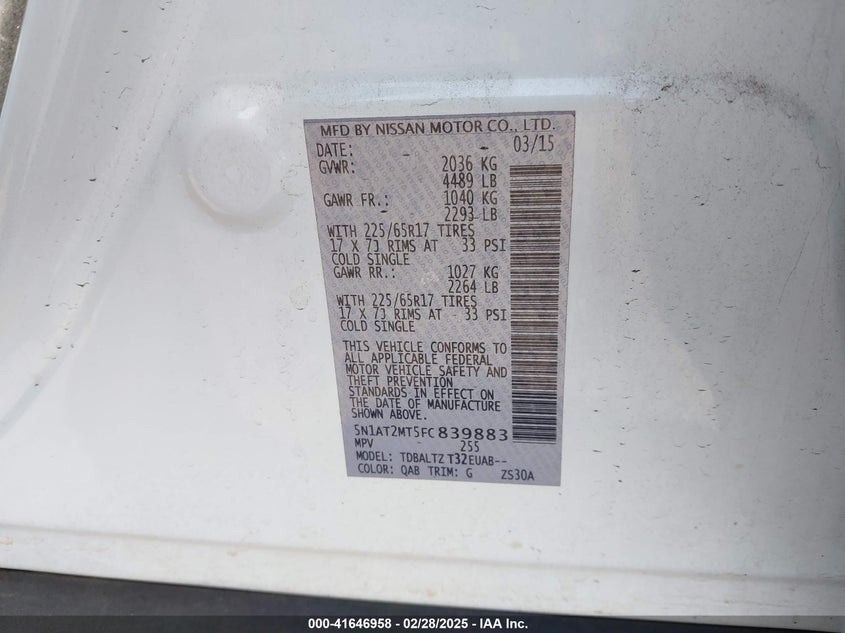 MFD BY NISSAN MOTOR CO., LTD.
DATE: - - 03/15
GVWR: 2036 KG
4489 LB
GAWR FR.: 1040 KG
- 2293 LB
WITH 225/65R17 TIRES
17 X 7J RIMS AT 33 PSI
COLD SINGLE
GAWR RR.: 1027 KG
2264 LB
WITH 225/65R17 TIRES
17 X 7J RIMS AT - 33 PSI
COLD SINGLE
THIS VEHICLE CONFORMS TO
ALL APPLICABLE FEDERAL
MOTOR VEHICLE SAFETY AND
THEFT PREVENTION
STANDARDS IN EFFECT ON
THE DATE OF MANUFACTURE
SHOWN ABOVE.
5N1AT2MT5FC839883
MPV 255
MODEL: TDBALTZ T32EUAB--
COLOR: QAB TRIM: G ZS30A
000-41646958 - 02/28/2025 - IAA Inc.